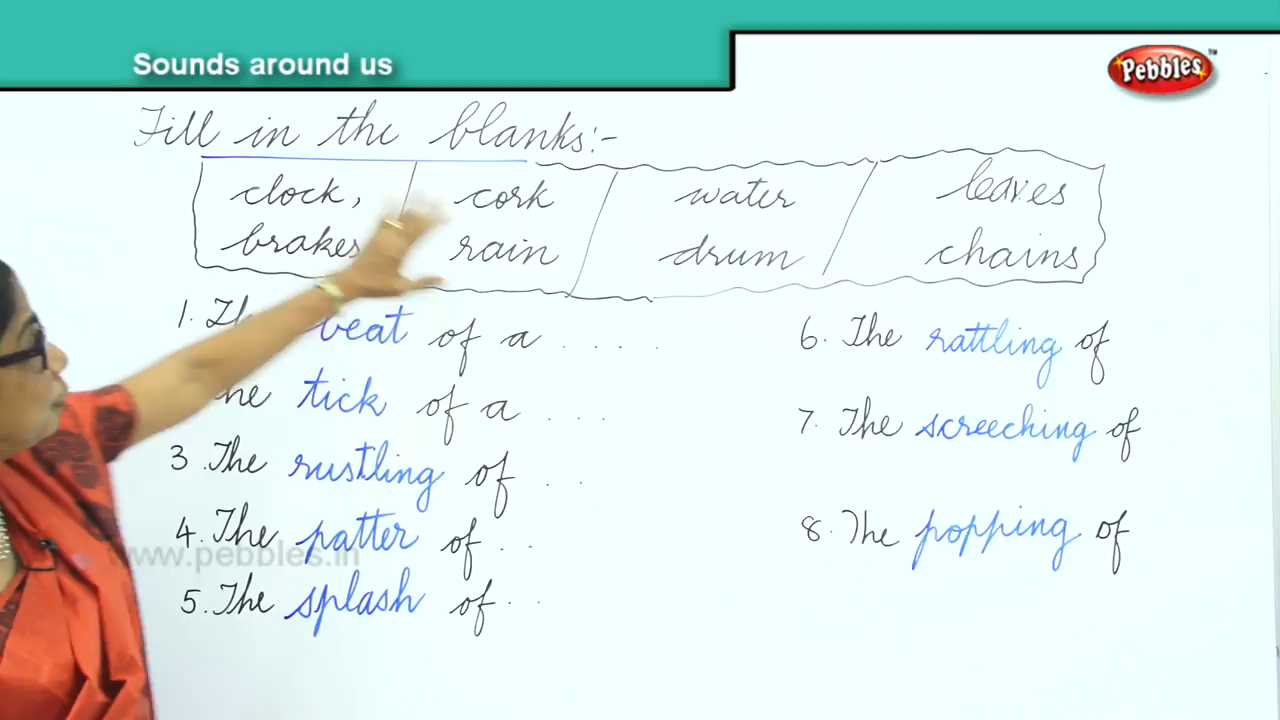 Sounds around us
Pebbles™
Fill in the blanks:-
clock, cork water leaves
brakes rain drum chains
1. beat of a ....
tick of a ...
3. The rustling of ..
4. The patter of ..
5. The splash of ..
6. The rattling of
7. The screeching of
8. The popping of
www.pebbles.in